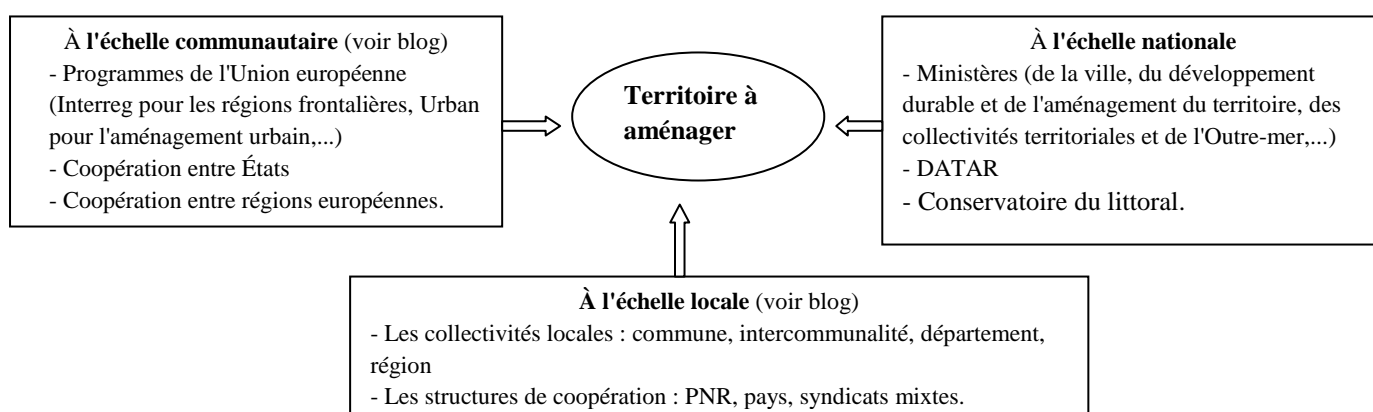 À l'échelle communautaire (voir blog)
- Programmes de l'Union européenne
(Interreg pour les régions frontalières, Urban
pour l'aménagement urbain,...)
- Coopération entre États
- Coopération entre régions européennes.
Territoire à
aménager
À l'échelle nationale
- Ministères (de la ville, du développement
durable et de l'aménagement du territoire, des
collectivités territoriales et de l'Outre-mer,...)
- DATAR
- Conservatoire du littoral.
À l'échelle locale (voir blog)
- Les collectivités locales : commune, intercommunalité, département,
région
- Les structures de coopération : PNR, pays, syndicats mixtes.